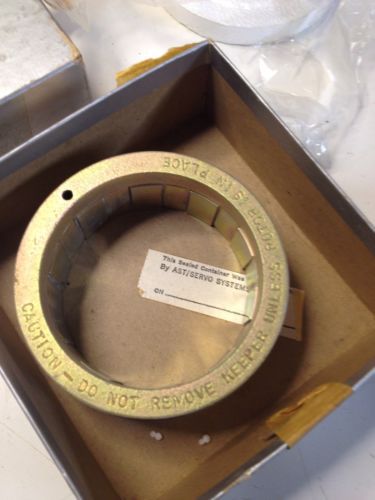 CAUTION — DO NOT REMOVE KEEPER UNLESS ROTOR IS IN PLACE
This Sealed Container Was
By AST/SERVO SYSTEMS
ON